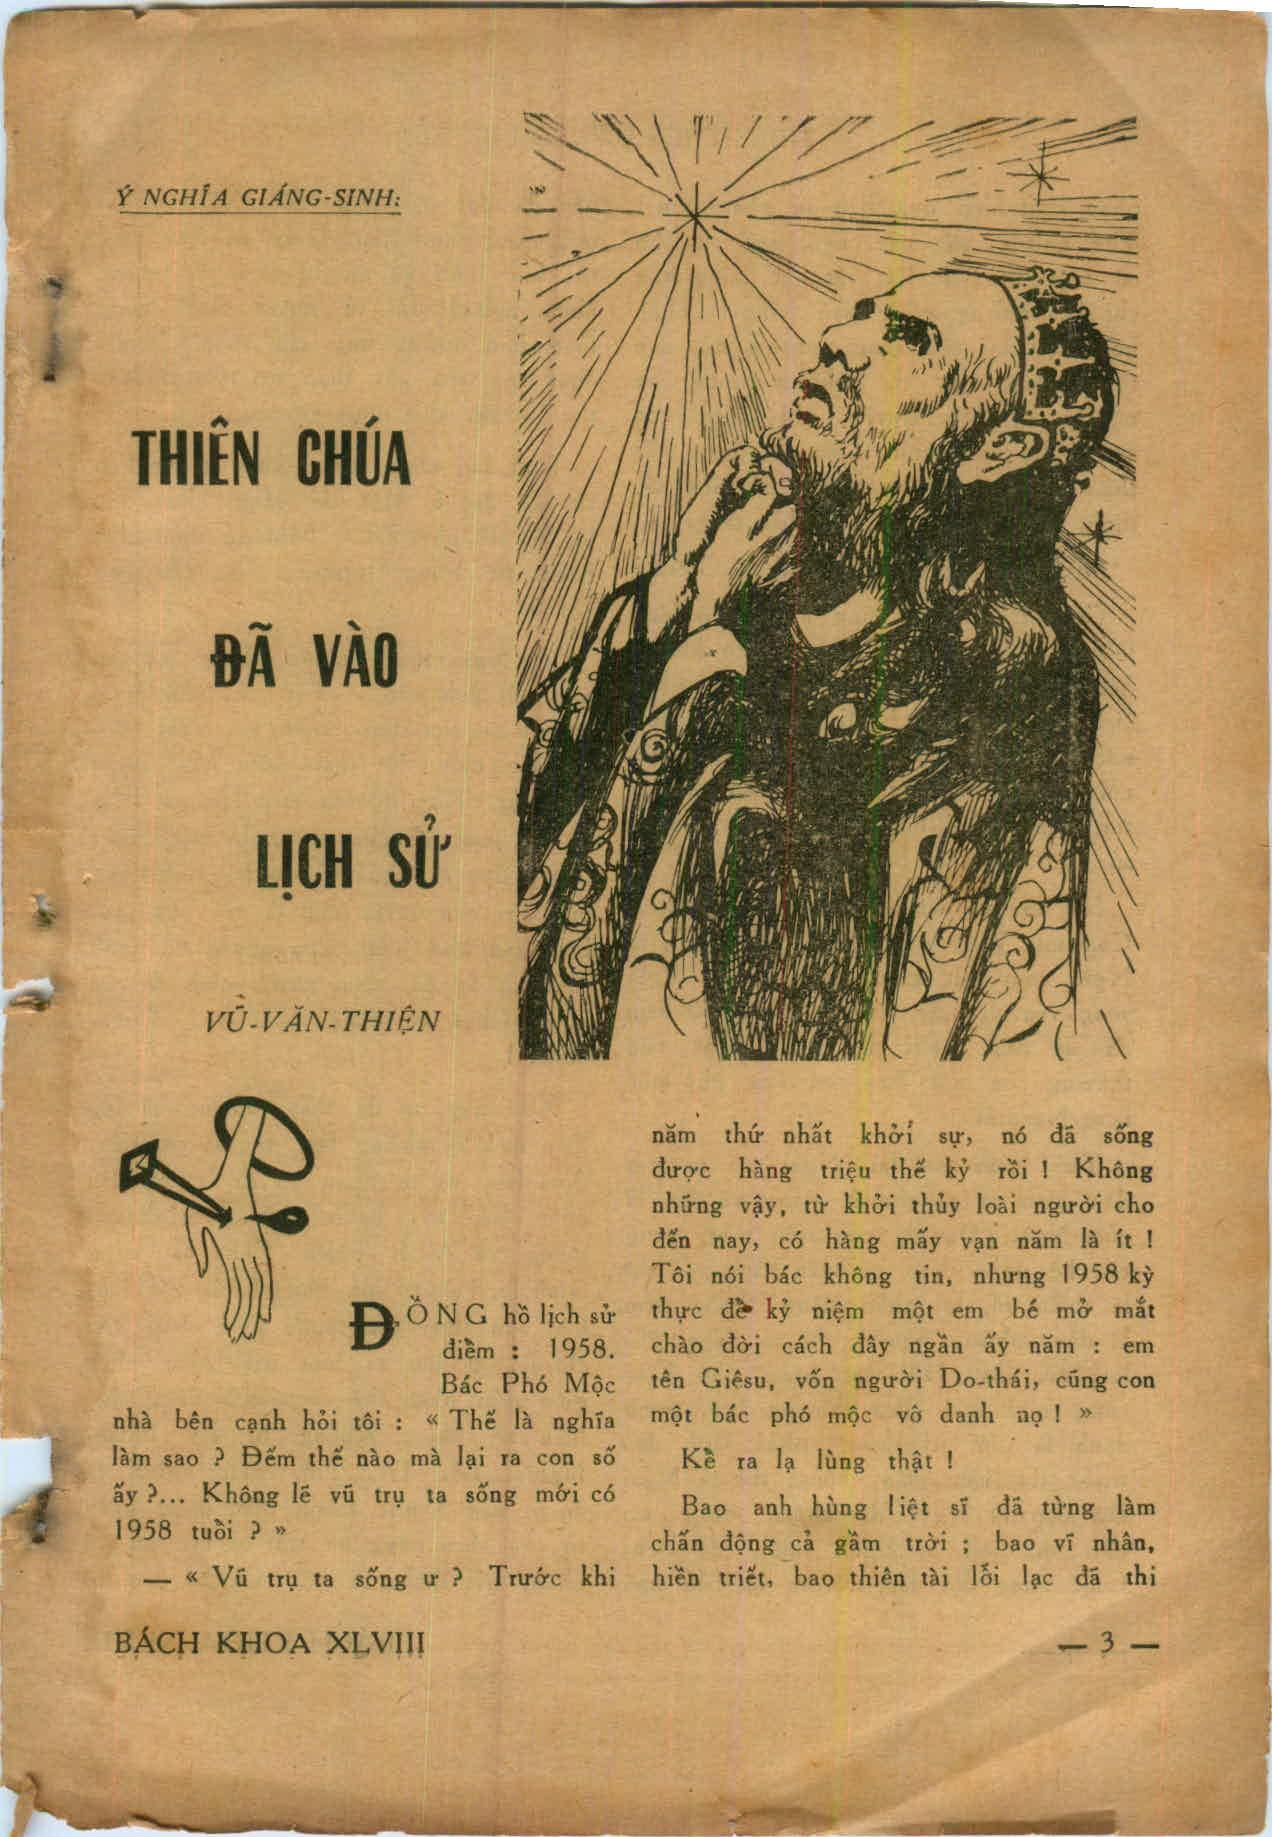 Ý NGHĨA GIÁNG-SINH:
THIÊN CHÚA
ĐÃ VÀO
LỊCH SỬ
VŨ-VĂN-THIỆN
ĐỒNG hồ lịch sử
điểm : 1958.
Bác Phó Mộc
nhà bên cạnh hỏi tôi : « Thế là nghĩa
làm sao ? Đếm thế nào mà lại ra con số
ấy ?... Không lẽ vũ trụ ta sống mới có
1958 tuổi ? »
— « Vũ trụ ta sống ư ? Trước khi
năm thứ nhất khởi sự, nó đã sống
được hàng triệu thế kỷ rồi ! Không
những vậy, từ khởi thủy loài người cho
đến nay, có hàng mấy vạn năm là ít !
Tôi nói bác không tin, nhưng 1958 kỳ
thực để kỷ niệm một em bé mở mắt
chào đời cách đây ngần ấy năm : em
tên Giêsu, vốn người Do-thái, cũng con
một bác phó mộc vô danh nọ ! »
Kể ra lạ lùng thật !
Bao anh hùng liệt sĩ đã từng làm
chấn động cả gầm trời ; bao vĩ nhân,
hiền triết, bao thiên tài lỗi lạc đã thi
BÁCH KHOA XLVIII
— 3 —